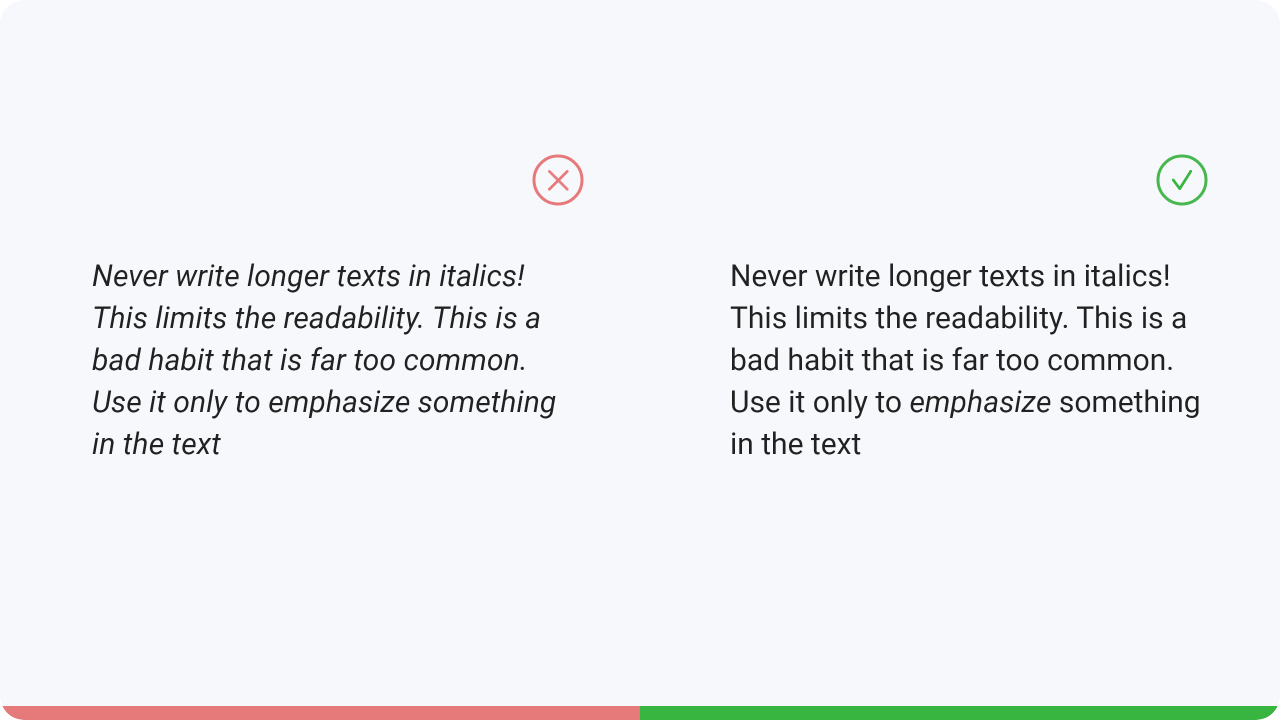 Never write longer texts in italics!
This limits the readability. This is a
bad habit that is far too common.
Use it only to emphasize something
in the text
Never write longer texts in italics!
This limits the readability. This is a
bad habit that is far too common.
Use it only to emphasize something
in the text